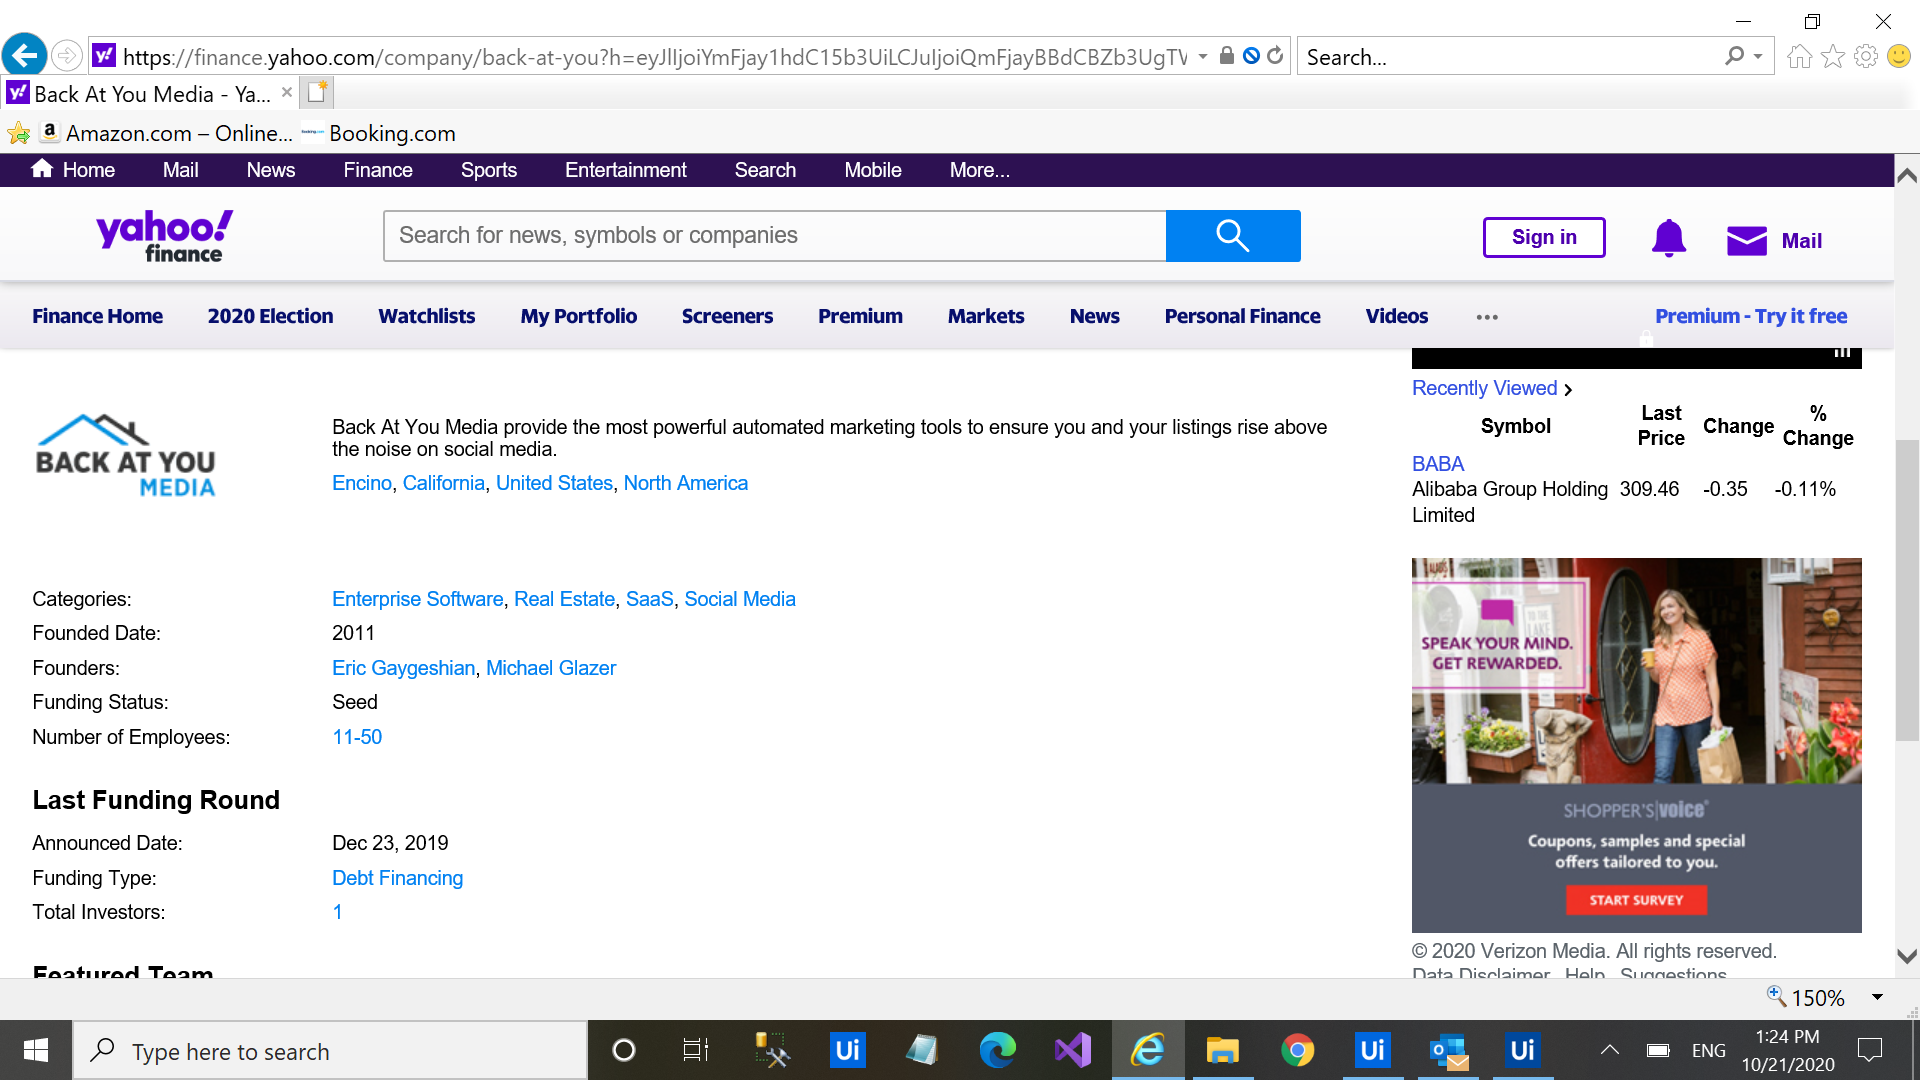 https://finance.yahoo.com/company/back-at-you?h=
Search...
Back At You Media - Ya...
Amazon.com – Online...
Booking.com
Home Mail News Finance Sports Entertainment Search Mobile More...
yahoo!
finance
Search for news, symbols or companies
Sign in
Mail
Finance Home 2020 Election Watchlists My Portfolio Screeners Premium Markets News Personal Finance Videos ... Premium - Try it free
BACK AT YOU
MEDIA
Back At You Media provide the most powerful automated marketing tools to ensure you and your listings rise above
the noise on social media.
Encino, California, United States, North America
Categories: Enterprise Software, Real Estate, SaaS, Social Media
Founded Date: 2011
Founders: Eric Gaygeshian, Michael Glazer
Funding Status: Seed
Number of Employees: 11-50
Last Funding Round
Announced Date: Dec 23, 2019
Funding Type: Debt Financing
Total Investors: 1
Featured Team
Recently Viewed
Symbol Last Price Change % Change
BABA
Alibaba Group Holding 309.46 -0.35 -0.11%
Limited
SPEAK YOUR MIND.
GET REWARDED.
SHOPPER'S|voice®
Coupons, samples and special
offers tailored to you.
START SURVEY
© 2020 Verizon Media. All rights reserved.
Data Disclaimer Help Suggestions
150%
Type here to search
Ui
Ui
Ui
ENG
1:24 PM
10/21/2020